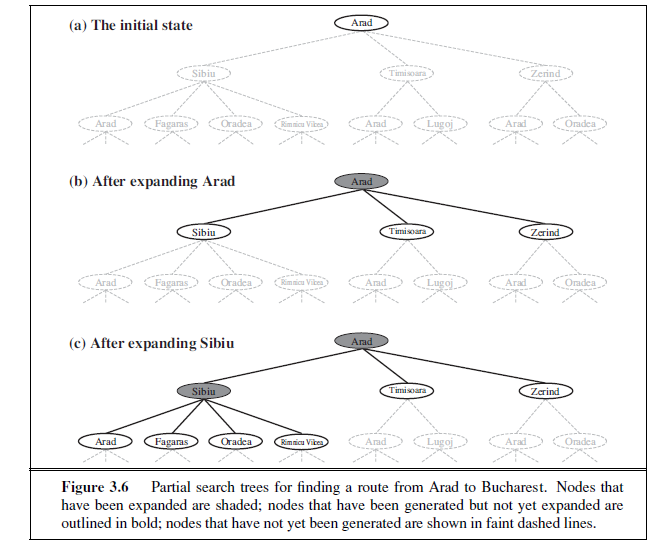 (a) The initial state
Arad
Sibiu Timisoara Zerind
Arad Fagaras Oradea Rimnicu Vilcea Arad Lugoj Arad Oradea
(b) After expanding Arad
Arad
Sibiu Timisoara Zerind
Arad Fagaras Oradea Rimnicu Vilcea Arad Lugoj Arad Oradea
(c) After expanding Sibiu
Arad
Sibiu Timisoara Zerind
Arad Fagaras Oradea Rimnicu Vilcea Arad Lugoj Arad Oradea
Figure 3.6 Partial search trees for finding a route from Arad to Bucharest. Nodes that
have been expanded are shaded; nodes that have been generated but not yet expanded are
outlined in bold; nodes that have not yet been generated are shown in faint dashed lines.